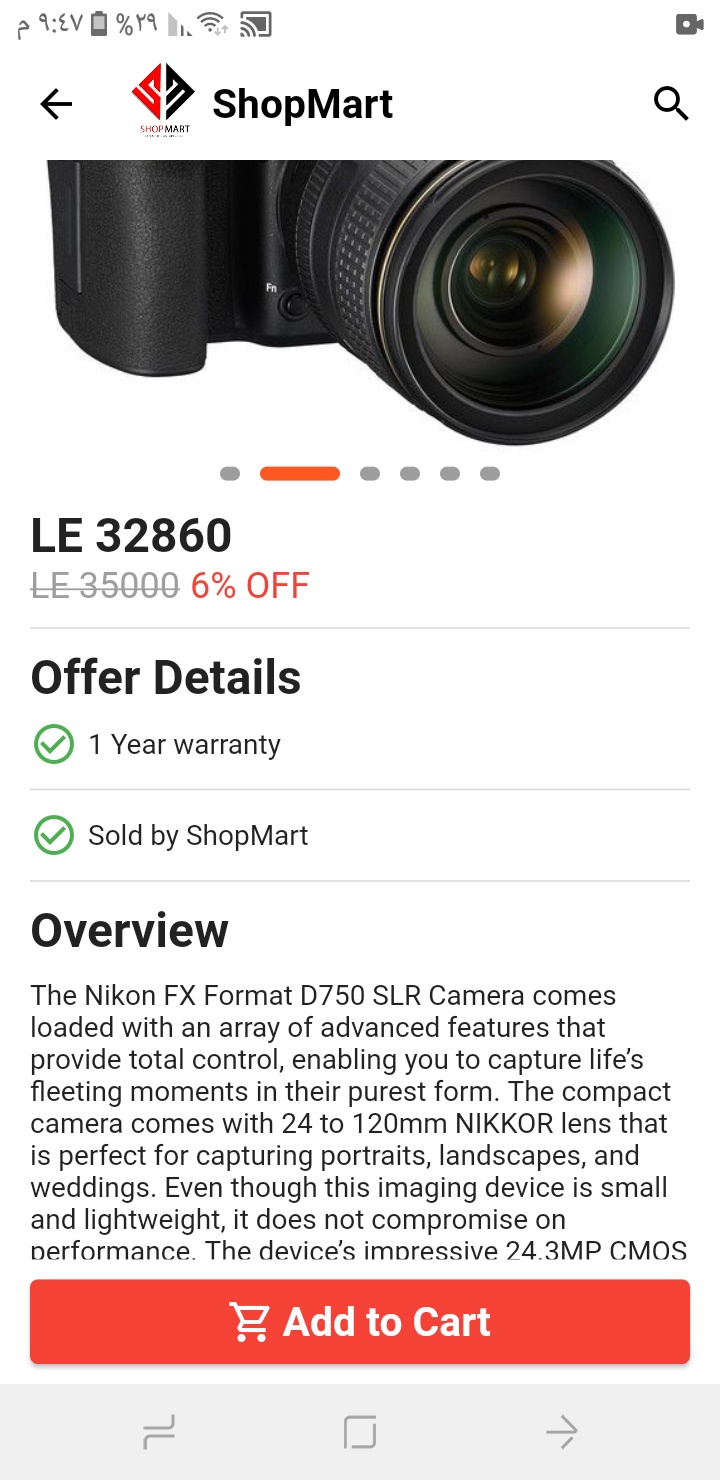 م ٩:٤٧ %٢٩
SHOP MART
ShopMart
Fn
LE 32860
LE 35000 6% OFF
Offer Details
1 Year warranty
Sold by ShopMart
Overview
The Nikon FX Format D750 SLR Camera comes
loaded with an array of advanced features that
provide total control, enabling you to capture life’s
fleeting moments in their purest form. The compact
camera comes with 24 to 120mm NIKKOR lens that
is perfect for capturing portraits, landscapes, and
weddings. Even though this imaging device is small
and lightweight, it does not compromise on
performance. The device’s impressive 24.3MP CMOS
Add to Cart